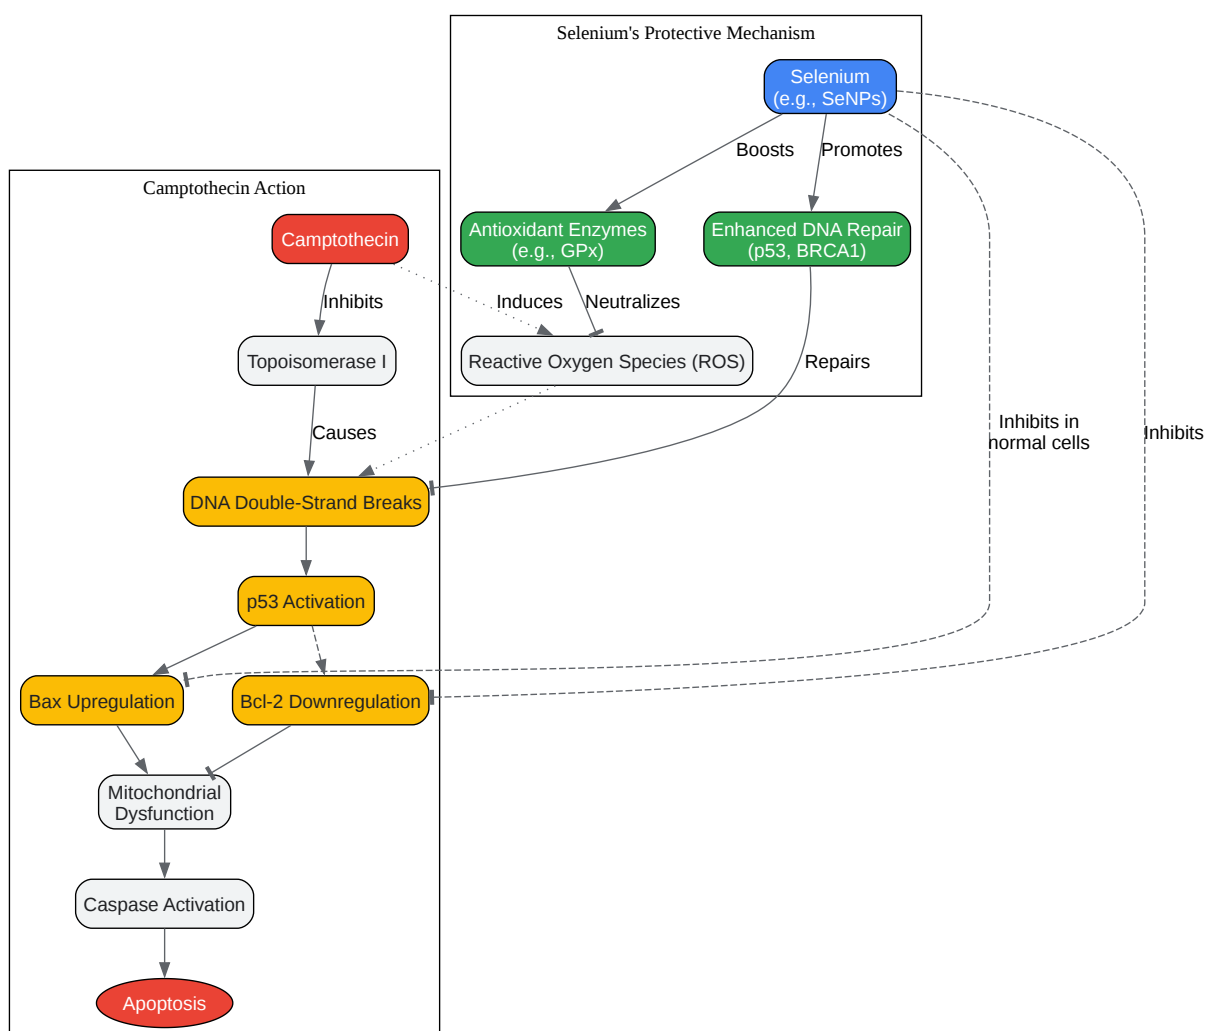 Selenium's Protective Mechanism
Selenium
(e.g., SeNPs)
Boosts
Promotes
Camptothecin Action
Camptothecin
Antioxidant Enzymes
(e.g., GPx)
Enhanced DNA Repair
(p53, BRCA1)
Inhibits
Induces
Neutralizes
Topoisomerase I
Reactive Oxygen Species (ROS)
Repairs
Causes
Inhibits in
normal cells
Inhibits
DNA Double-Strand Breaks
p53 Activation
Bax Upregulation
Bcl-2 Downregulation
Mitochondrial
Dysfunction
Caspase Activation
Apoptosis